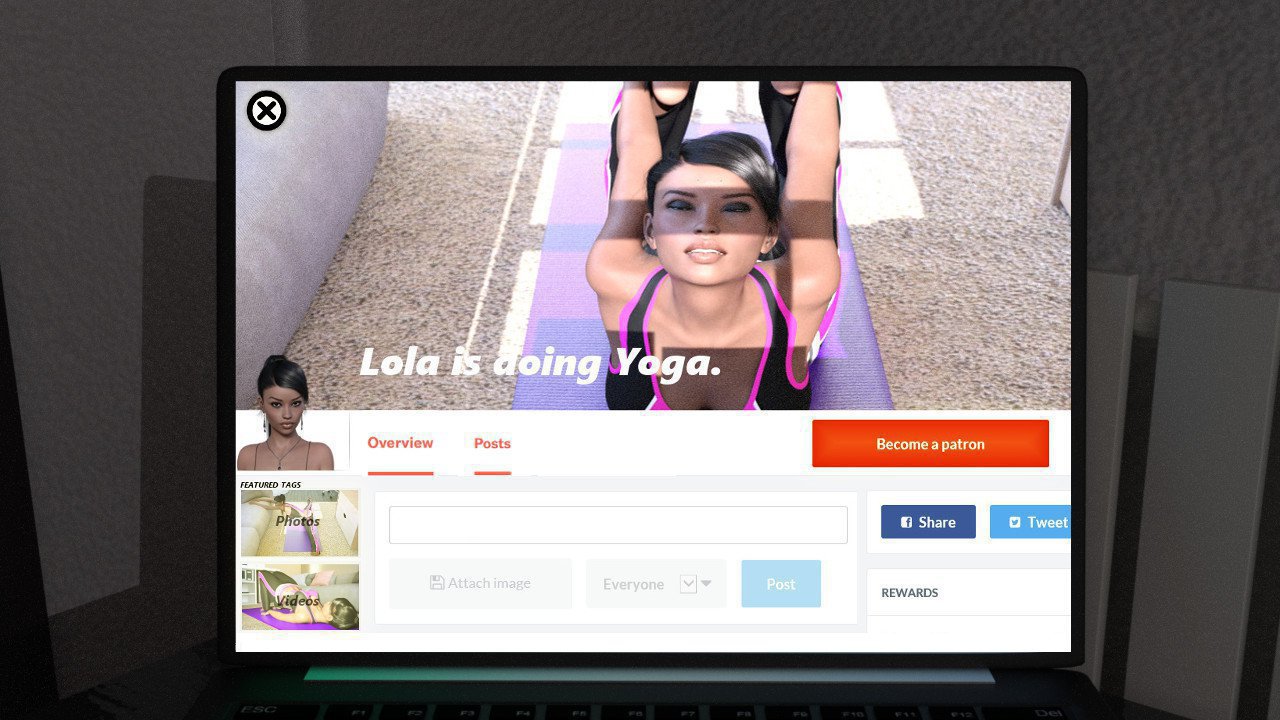 Lola is doing Yoga.
Overview
Posts
Become a patron
FEATURED TAGS
Photos
Videos
Attach image
Everyone
Post
Share
Tweet
REWARDS
ESC F1 F2 F3 F4 F5 F6 F7 F8 F9 F10 F11 F12 Del